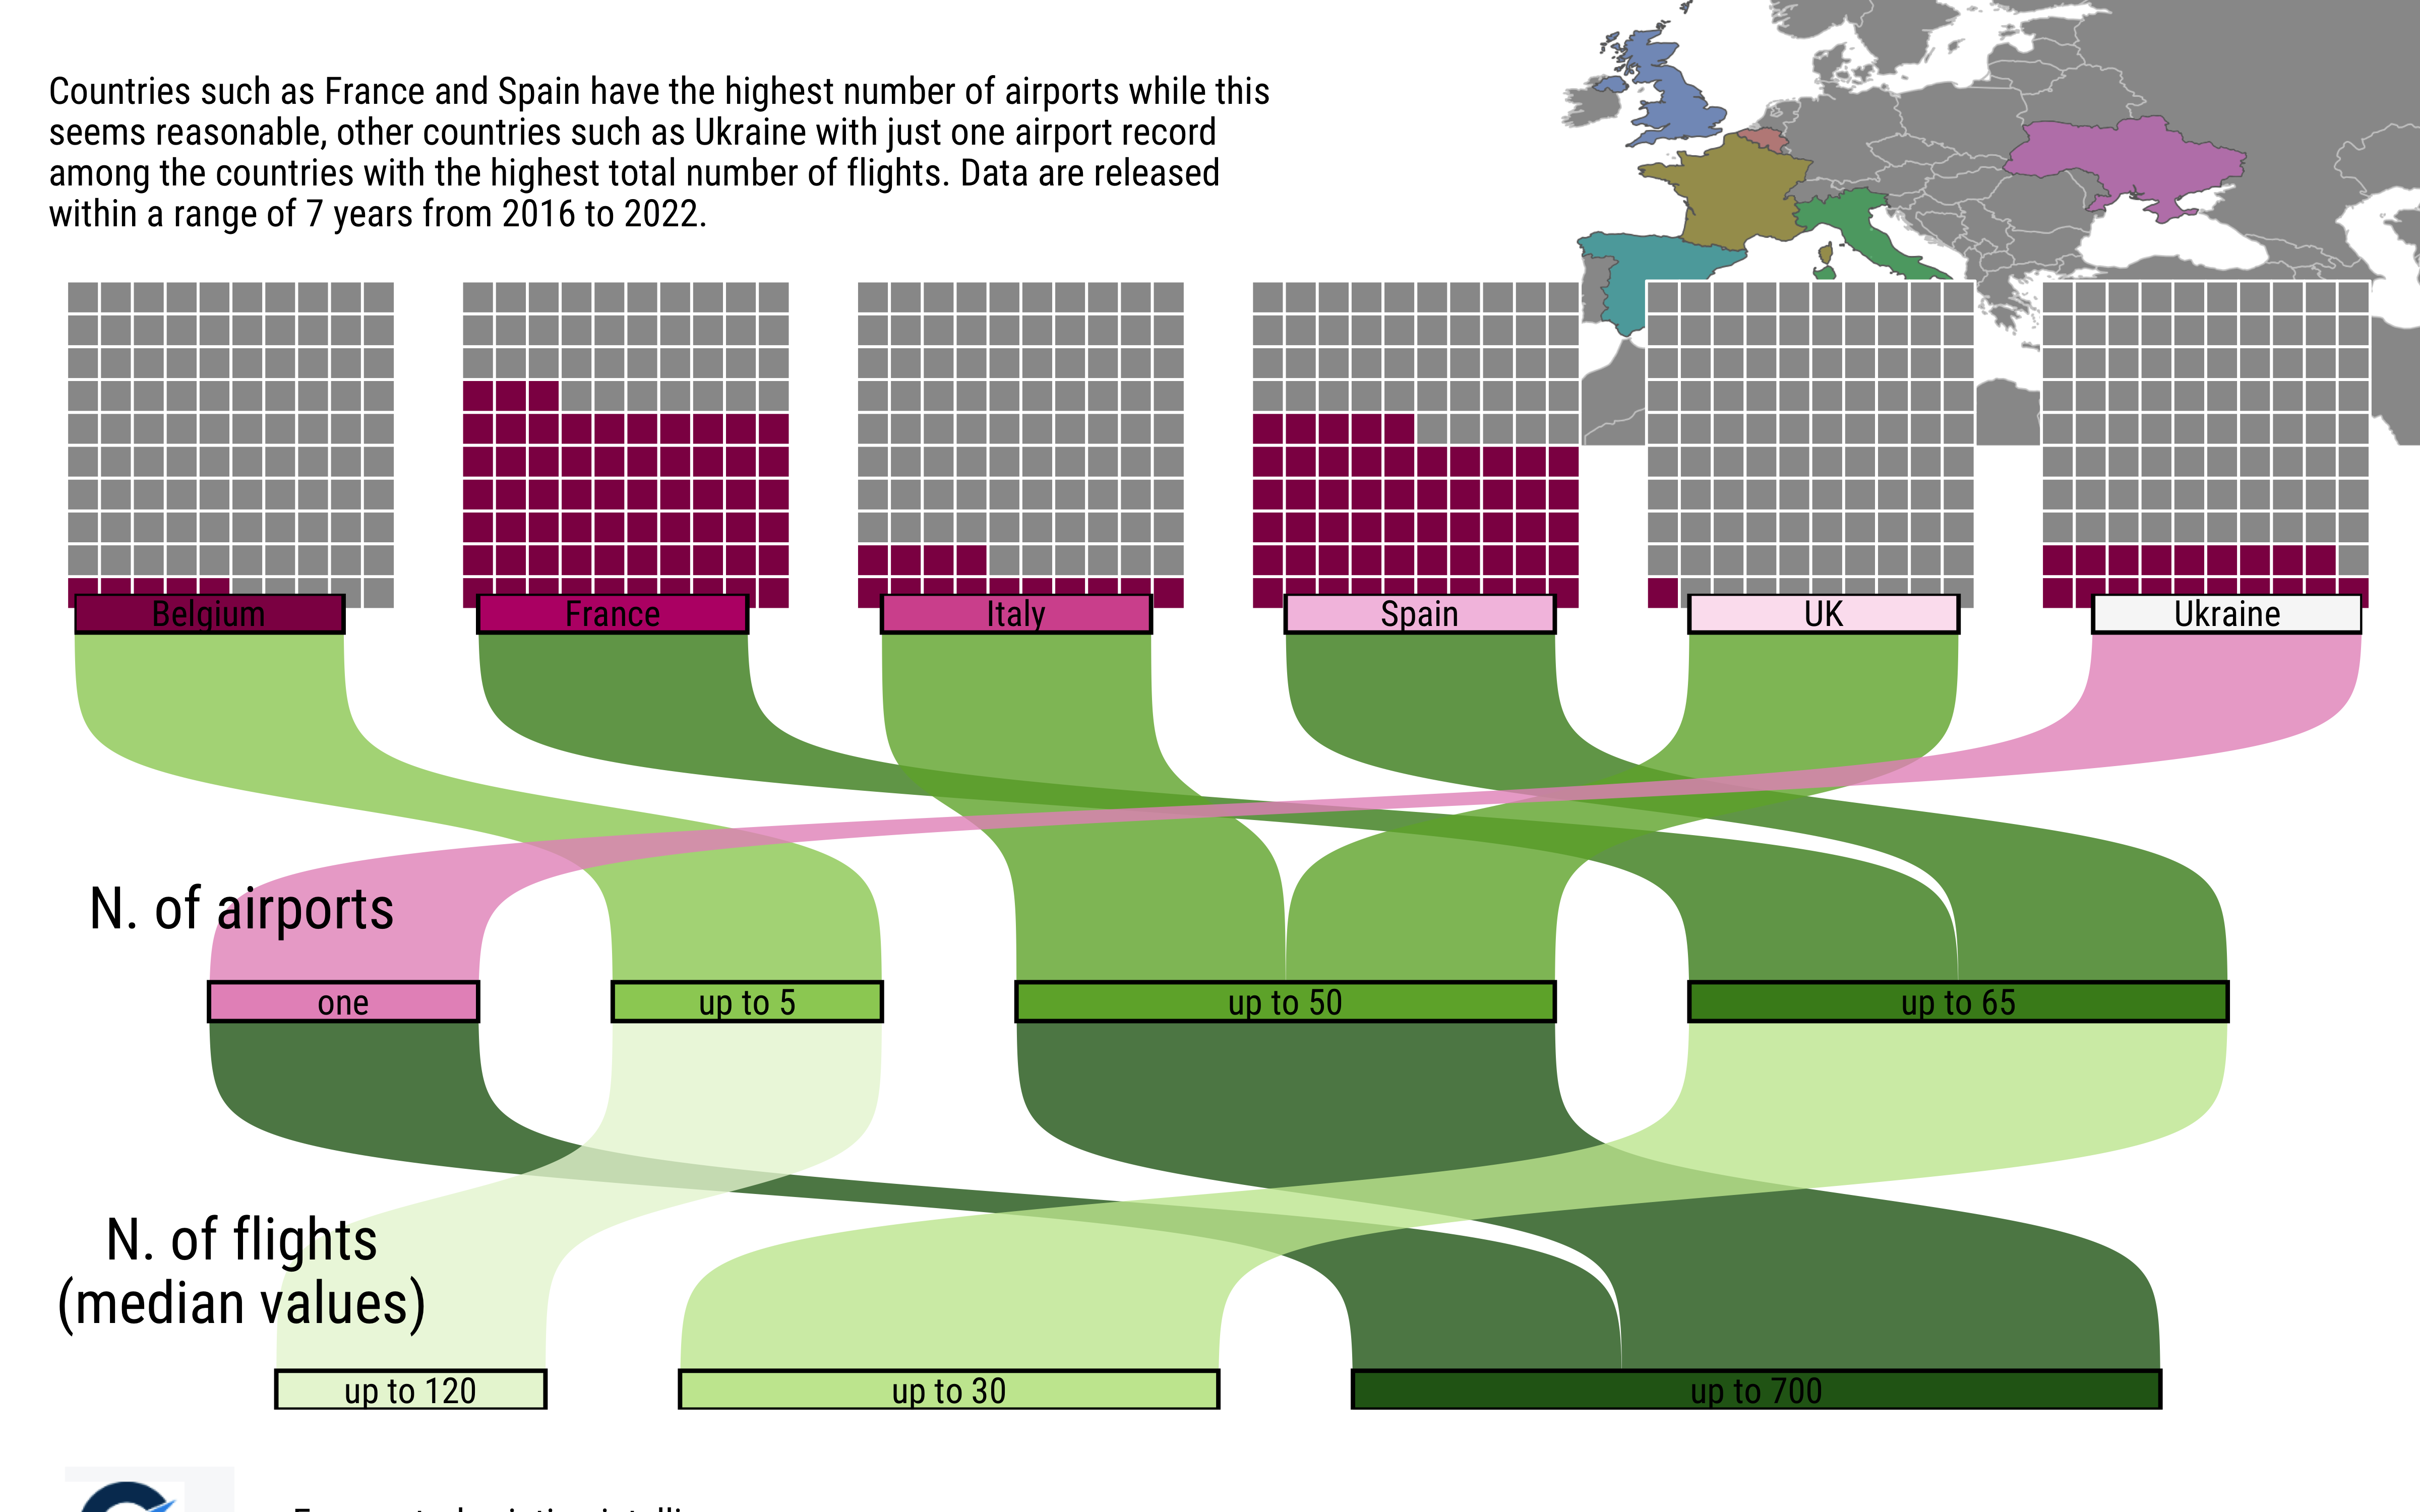 Countries such as France and Spain have the highest number of airports while this
seems reasonable, other countries such as Ukraine with just one airport record
among the countries with the highest total number of flights. Data are released
within a range of 7 years from 2016 to 2022.
Belgium
France
Italy
Spain
UK
Ukraine
N. of airports
one
up to 5
up to 50
up to 65
N. of flights
(median values)
up to 120
up to 30
up to 700